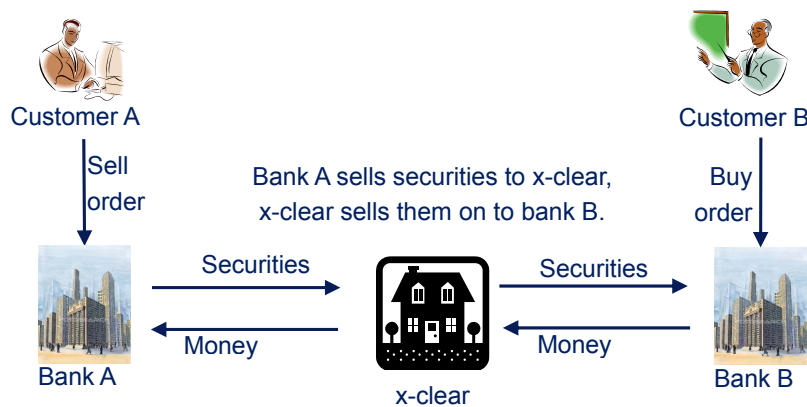 Customer A
Customer B
Sell
order
Bank A sells securities to x-clear,
x-clear sells them on to bank B.
Buy
order
Securities
Securities
Money
Money
Bank A
x-clear
Bank B